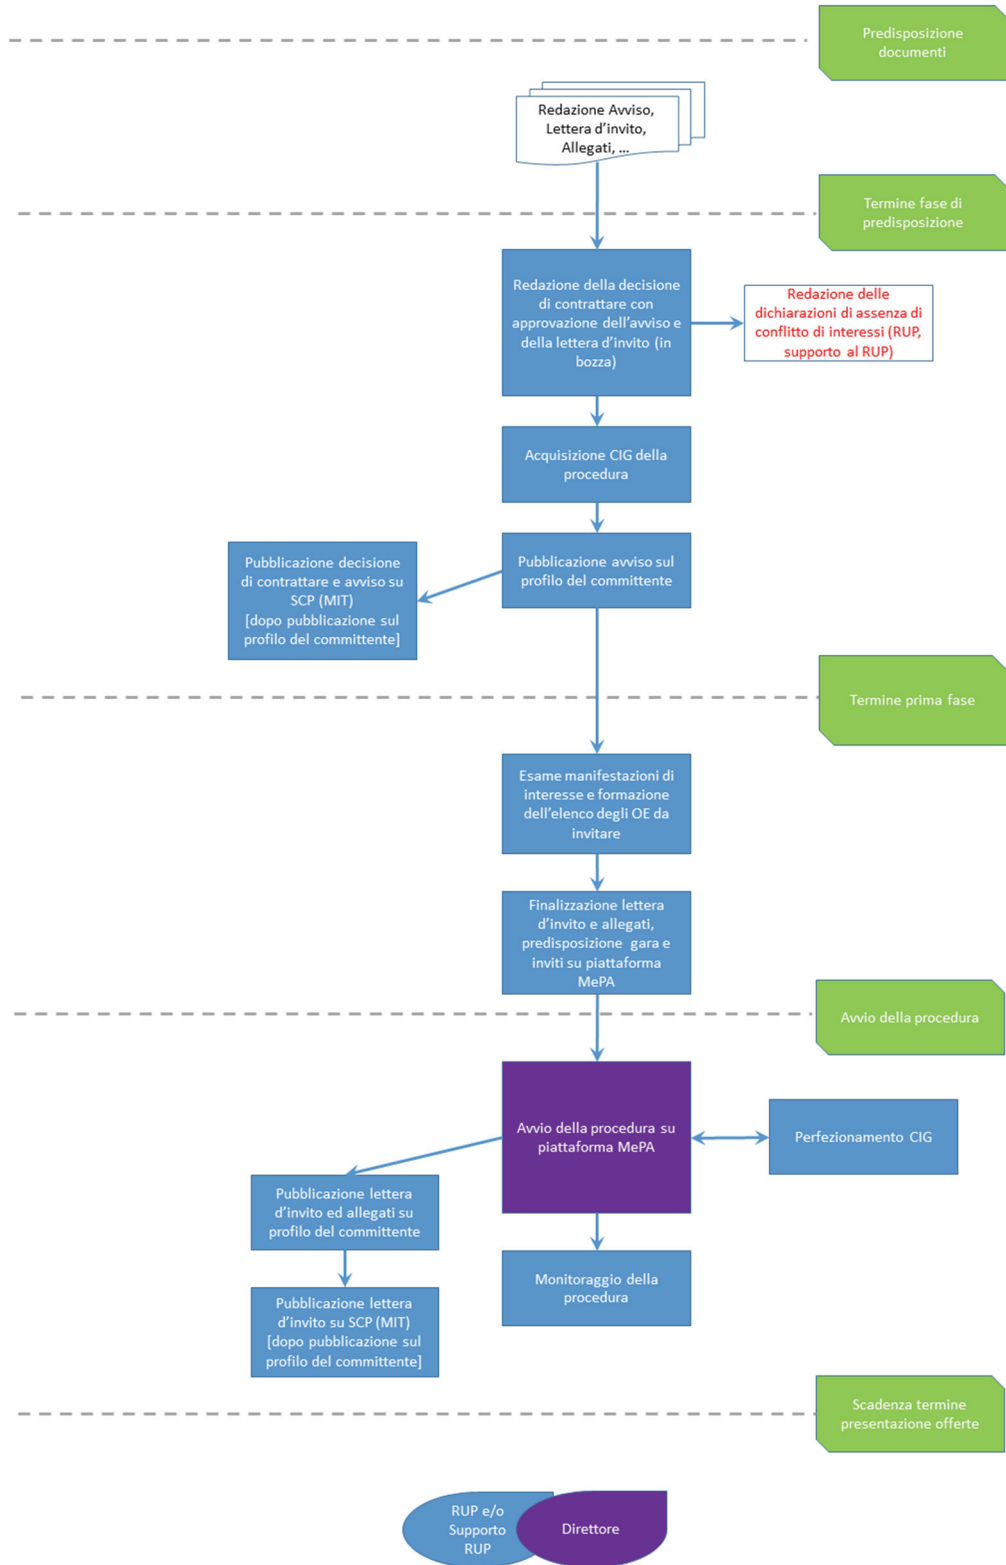 Predisposizione
documenti
Redazione Avviso,
Lettera d'invito,
Allegati, ...
Termine fase di
predisposizione
Redazione della decisione
di contrattare con
approvazione dell'avviso e
della lettera d'invito (in
bozza)
Redazione delle
dichiarazioni di assenza di
conflitto di interessi (RUP,
supporto al RUP)
Acquisizione CIG della
procedura
Pubblicazione avviso sul
profilo del committente
Pubblicazione decisione
di contrattare e avviso su
SCP (MIT)
[dopo pubblicazione sul
profilo del committente]
Termine prima fase
Esame manifestazioni di
interesse e formazione
dell'elenco degli OE da
invitare
Finalizzazione lettera
d'invito e allegati,
predisposizione gara e
inviti su piattaforma
MePA
Avvio della procedura
Avvio della procedura su
piattaforma MePA
Perfezionamento CIG
Pubblicazione lettera
d'invito ed allegati su
profilo del committente
Monitoraggio della
procedura
Pubblicazione lettera
d'invito su SCP (MIT)
[dopo pubblicazione sul
profilo del committente]
Scadenza termine
presentazione offerte
RUP e/o
Supporto
RUP
Direttore